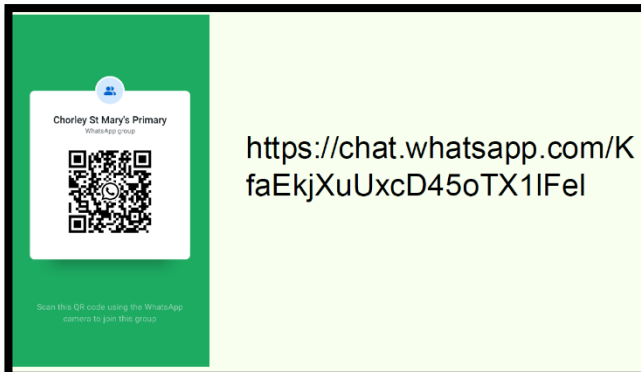 Chorley St Mary's Primary
WhatsApp group
Scan this QR code using the WhatsApp
camera to join this group
https://chat.whatsapp.com/K
faEkjXuUxcD45oTX1lFel